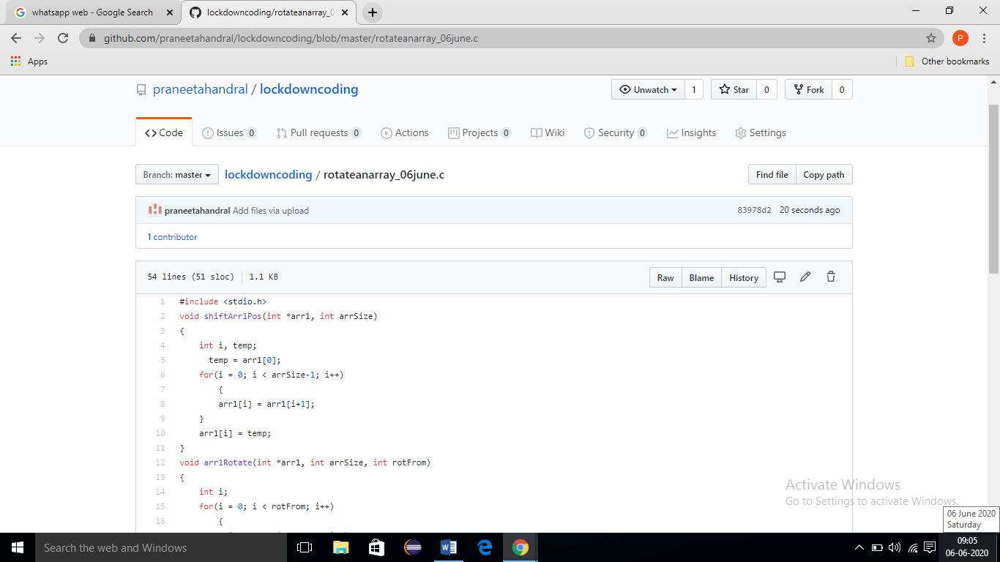 whatsapp web - Google Search
lockdowncoding/rotateanarray_0
github.com/praneetahandral/lockdowncoding/blob/master/rotateanarray_06june.c
P
Apps
Other bookmarks
praneetahandral / lockdowncoding
Unwatch 1
Star 0
Fork 0
Code
Issues 0
Pull requests 0
Actions
Projects 0
Wiki
Security 0
Insights
Settings
Branch: master
lockdowncoding / rotateanarray_06june.c
Find file
Copy path
praneetahandral Add files via upload
83978d2 20 seconds ago
1 contributor
54 lines (51 sloc) 1.1 KB
Raw
Blame
History
1 #include <stdio.h>
2 void shiftArr1Pos(int *arr1, int arrSize)
3 {
4 int i, temp;
5 temp = arr1[0];
6 for(i = 0; i < arrSize-1; i++)
7 {
8 arr1[i] = arr1[i+1];
9 }
10 arr1[i] = temp;
11 }
12 void arr1Rotate(int *arr1, int arrSize, int rotFrom)
13 {
14 int i;
15 for(i = 0; i < rotFrom; i++)
16 {
Activate Windows
Go to Settings to activate Windows.
06 June 2020
Saturday
Search the web and Windows
09:05
06-06-2020